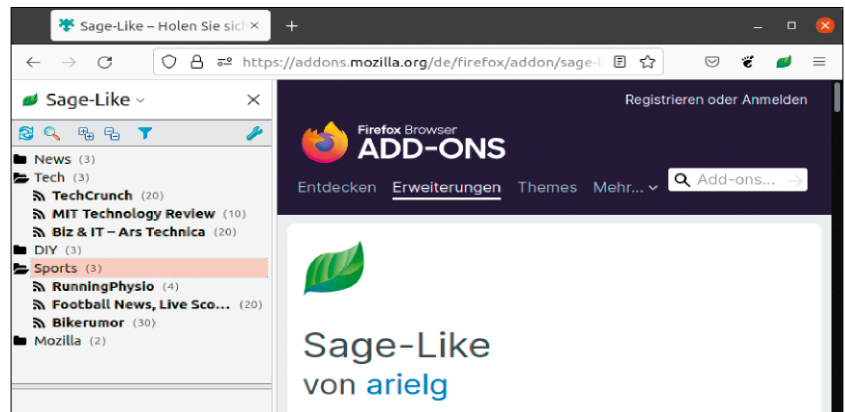 Sage-Like – Holen Sie sic
https://addons.mozilla.org/de/firefox/addon/sage-l
Sage-Like
News (3)
Tech (3)
TechCrunch (20)
MIT Technology Review (10)
Biz & IT – Ars Technica (20)
DIY (3)
Sports (3)
RunningPhysio (4)
Football News, Live Sco... (20)
Bikerumor (30)
Mozilla (2)
Registrieren oder Anmelden
Firefox Browser
ADD-ONS
Entdecken Erweiterungen Themes Mehr... Add-ons...
Sage-Like
von arielg